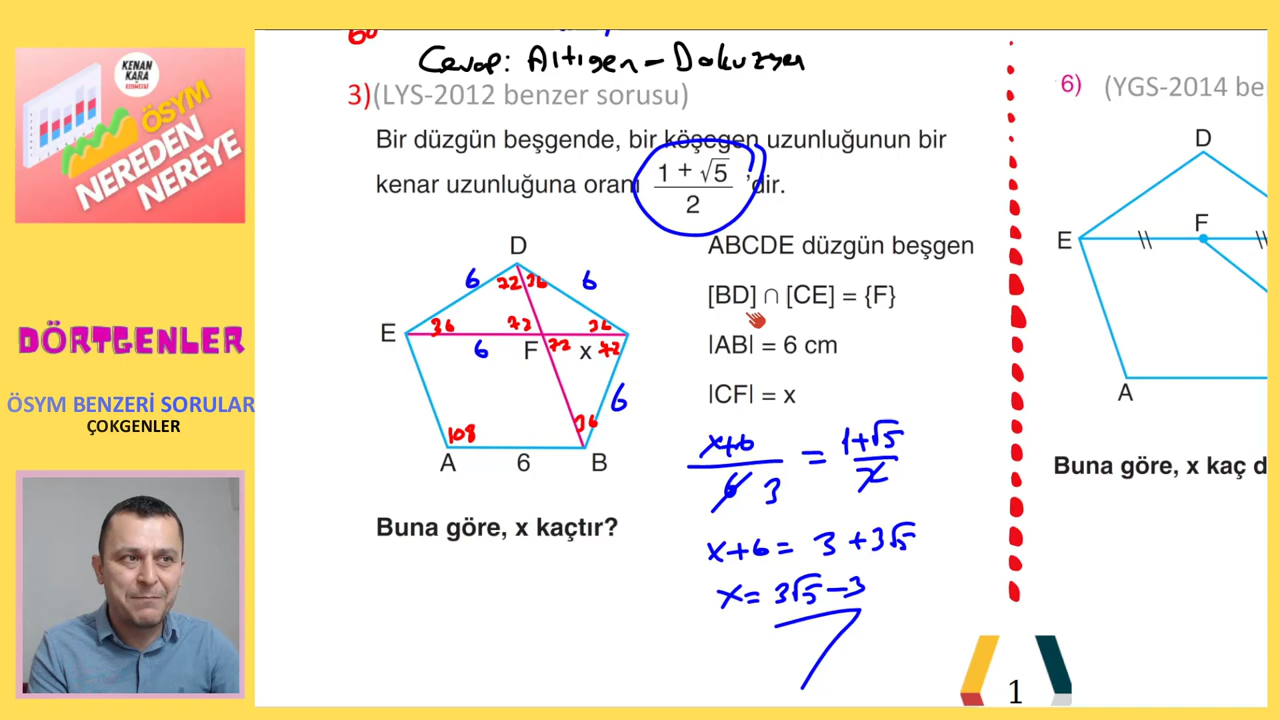 KENAN
KARA
ÖSYM
NEREDEN
NEREYE
DÖRTGENLER
ÖSYM BENZERİ SORULAR
ÇOKGENLER
Cevap: Altıgen – Dokuzgen
3)(LYS-2012 benzer sorusu)
Bir düzgün beşgende, bir köşegen uzunluğunun bir
kenar uzunluğuna oranı 1 + √5 / 2 'dir.
D
6 72 36 6
E 36 72 36
6 F 72 x 72
6
108 36
A 6 B
ABCDE düzgün beşgen
[BD] ∩ [CE] = {F}
|AB| = 6 cm
|CF| = x
x+6 / 6 3 = 1+√5 / 2
x+6 = 3 + 3√5
x = 3√5 – 3
Buna göre, x kaçtır?
6) (YGS-2014 be
D
E F
A
Buna göre, x kaç d
1